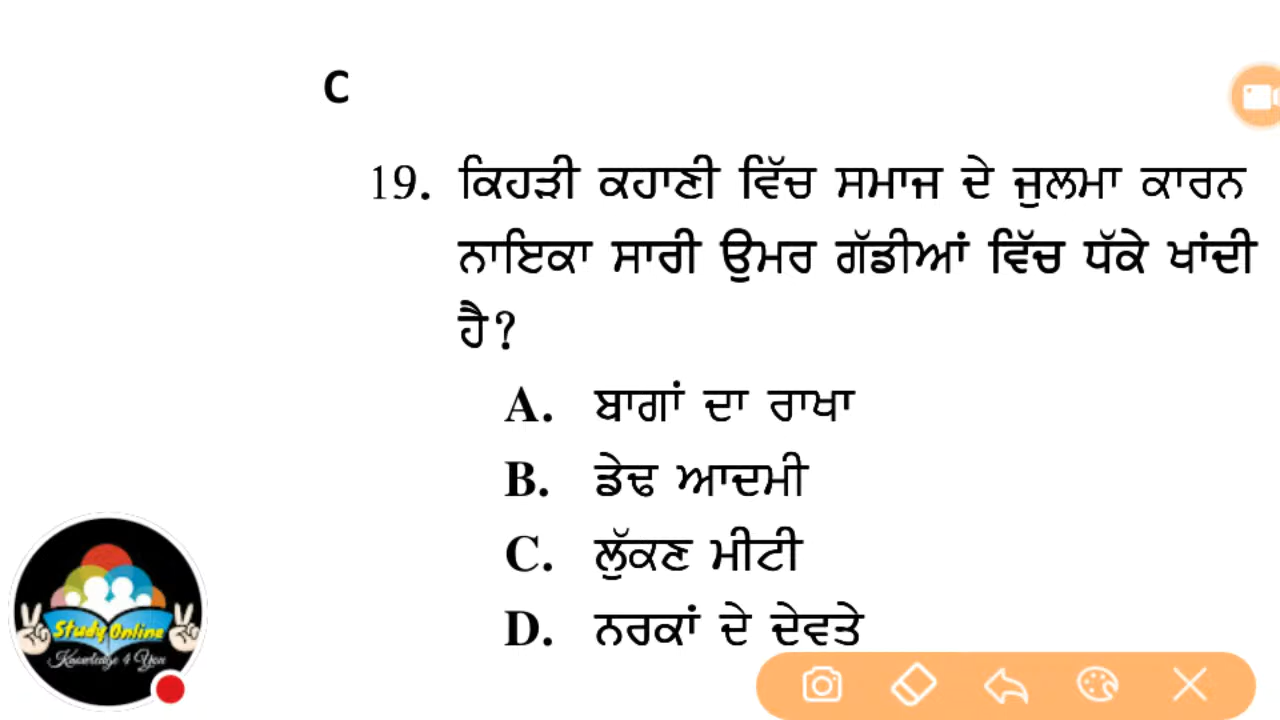 C
19. ਕਿਹੜੀ ਕਹਾਣੀ ਵਿੱਚ ਸਮਾਜ ਦੇ ਜੁਲਮਾ ਕਾਰਨ
ਨਾਇਕਾ ਸਾਰੀ ਉਮਰ ਗੱਡੀਆਂ ਵਿੱਚ ਧੱਕੇ ਖਾਂਦੀ
ਹੈ?
A. ਬਾਗਾਂ ਦਾ ਰਾਖਾ
B. ਡੇਢ ਆਦਮੀ
C. ਲੁੱਕਣ ਮੀਟੀ
D. ਨਰਕਾਂ ਦੇ ਦੇਵਤੇ
Study Online
Knowledge 4 You